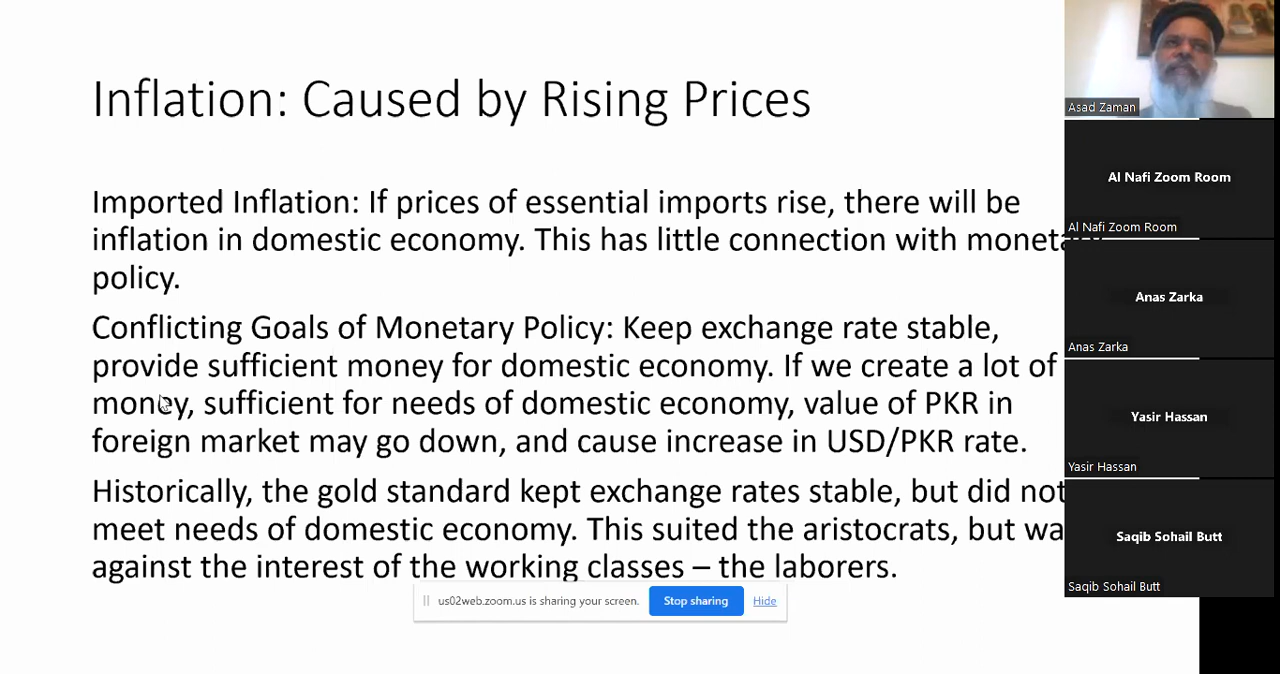 Inflation: Caused by Rising Prices
Imported Inflation: If prices of essential imports rise, there will be
inflation in domestic economy. This has little connection with monetary
policy.
Conflicting Goals of Monetary Policy: Keep exchange rate stable,
provide sufficient money for domestic economy. If we create a lot of
money, sufficient for needs of domestic economy, value of PKR in
foreign market may go down, and cause increase in USD/PKR rate.
Historically, the gold standard kept exchange rates stable, but did not
meet needs of domestic economy. This suited the aristocrats, but wa
against the interest of the working classes – the laborers.
us02web.zoom.us is sharing your screen.
Stop sharing
Hide
Asad Zaman
Al Nafi Zoom Room
Al Nafi Zoom Room
Anas Zarka
Anas Zarka
Yasir Hassan
Yasir Hassan
Saqib Sohail Butt
Saqib Sohail Butt